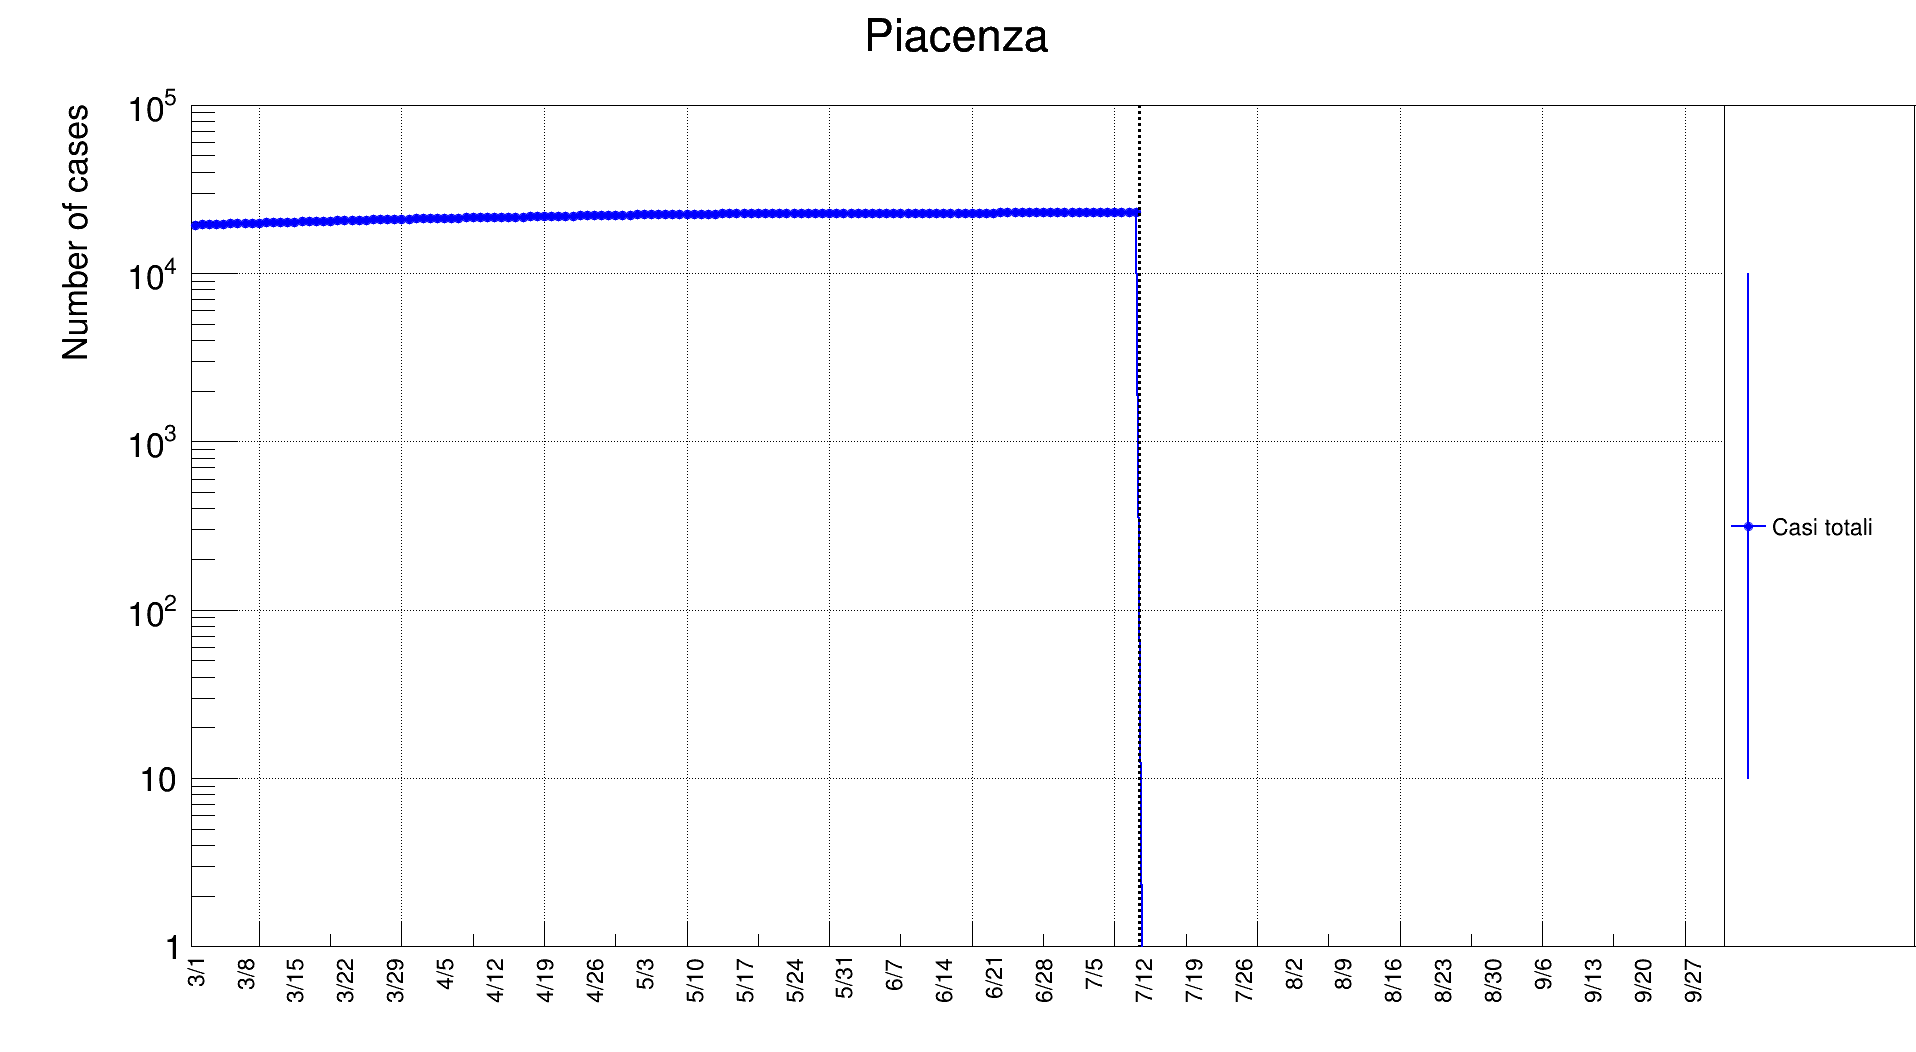 Piacenza
Number of cases
10^5
10^4
10^3
10^2
10
1
3/1 3/8 3/15 3/22 3/29 4/5 4/12 4/19 4/26 5/3 5/10 5/17 5/24 5/31 6/7 6/14 6/21 6/28 7/5 7/12 7/19 7/26 8/2 8/9 8/16 8/23 8/30 9/6 9/13 9/20 9/27
Casi totali